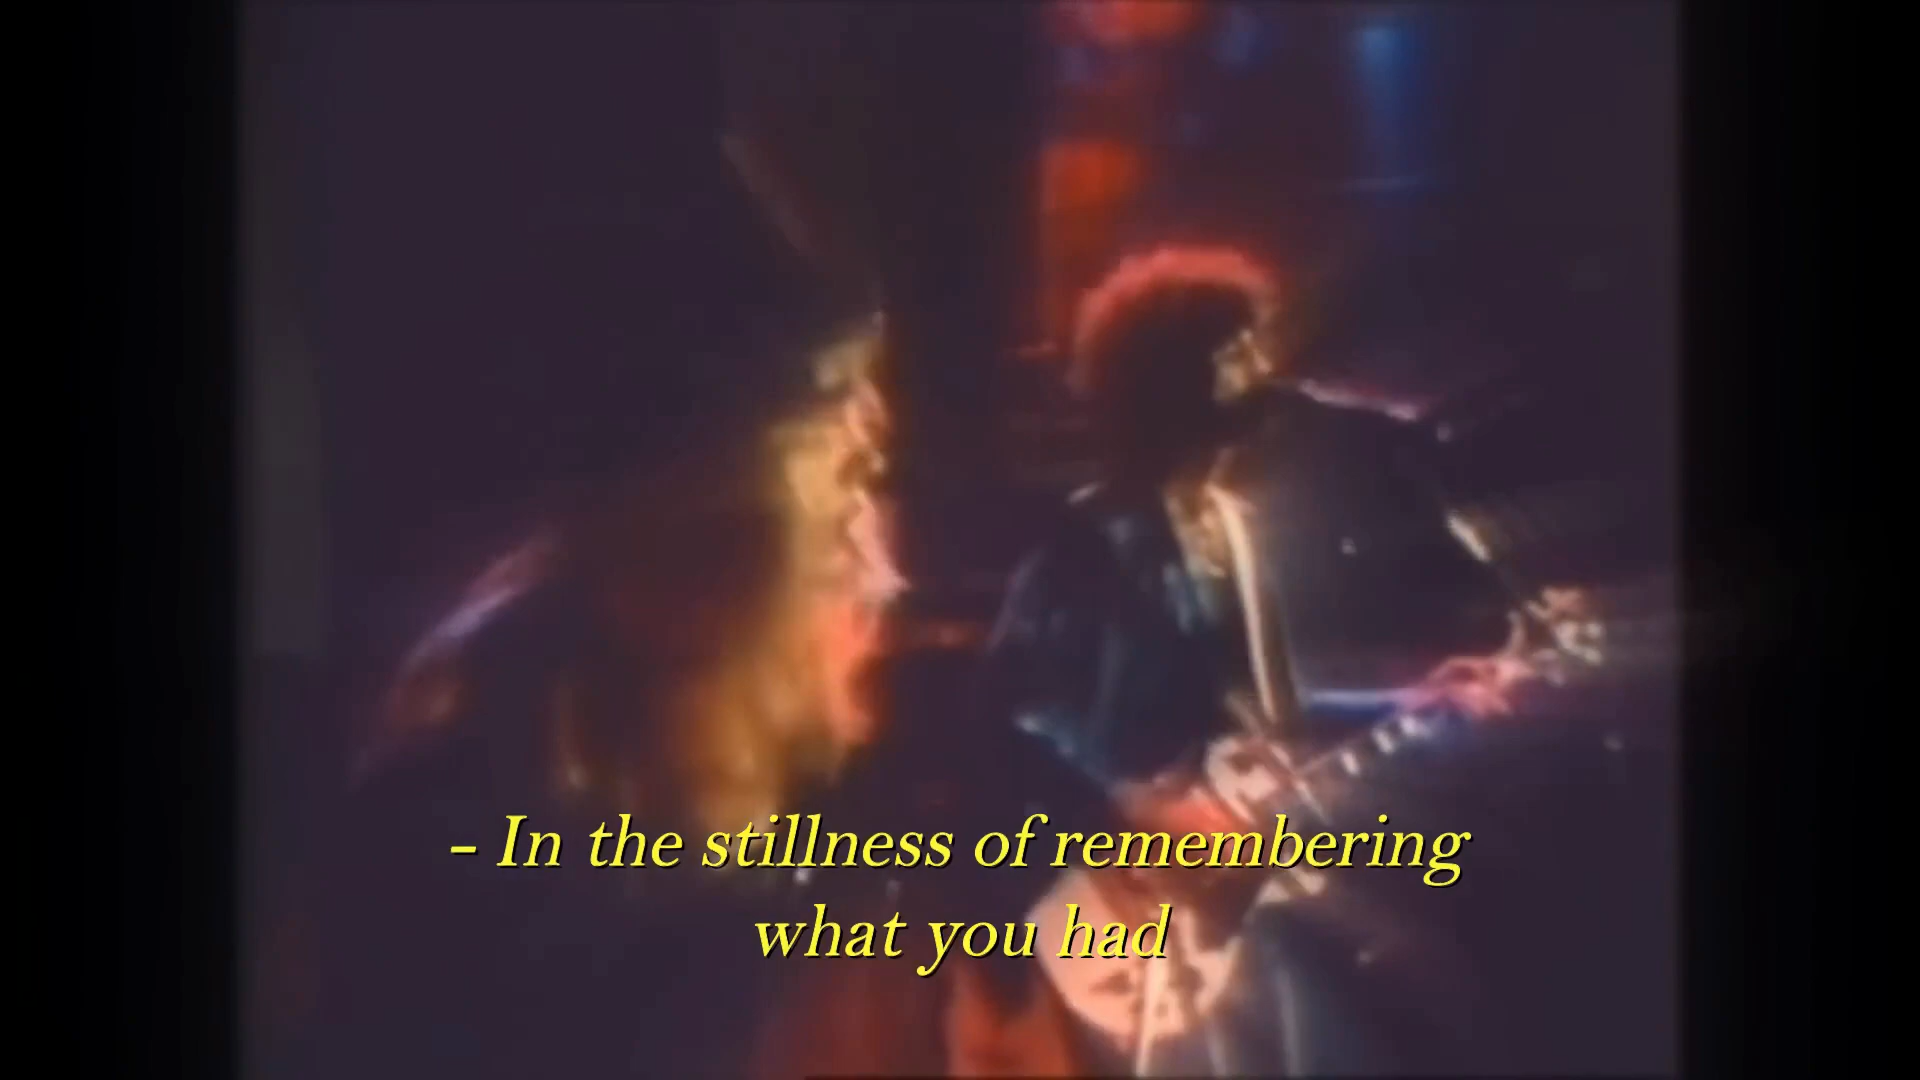 - In the stillness of remembering
what you had